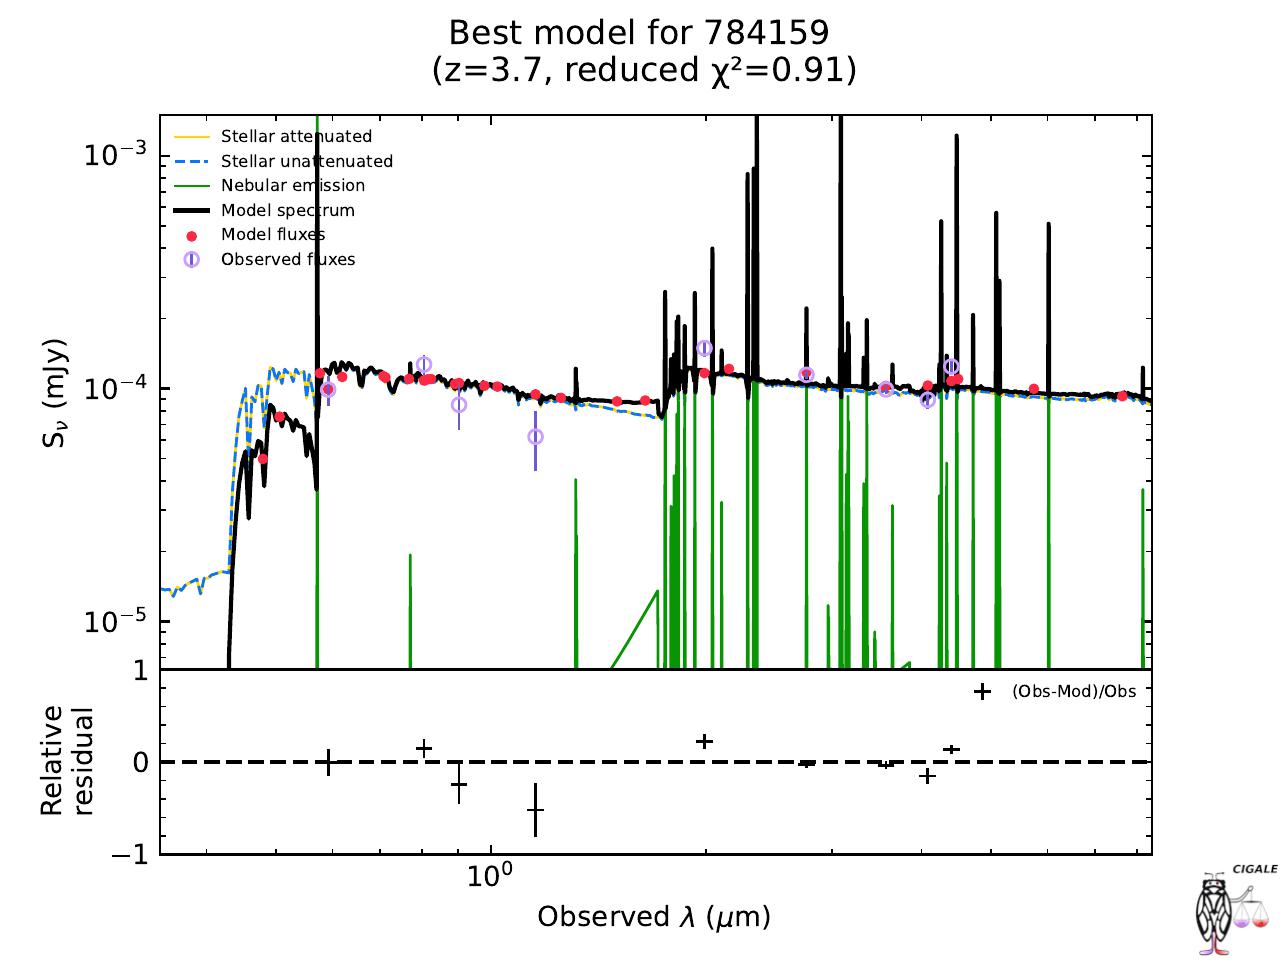 Best model for 784159
(z=3.7, reduced χ²=0.91)
Stellar attenuated
Stellar unattenuated
Nebular emission
Model spectrum
Model fluxes
Observed fluxes
10⁻³
10⁻⁴
10⁻⁵
Sν (mJy)
1
0
−1
Relative
residual
(Obs-Mod)/Obs
10⁰
Observed λ (μm)
CIGALE